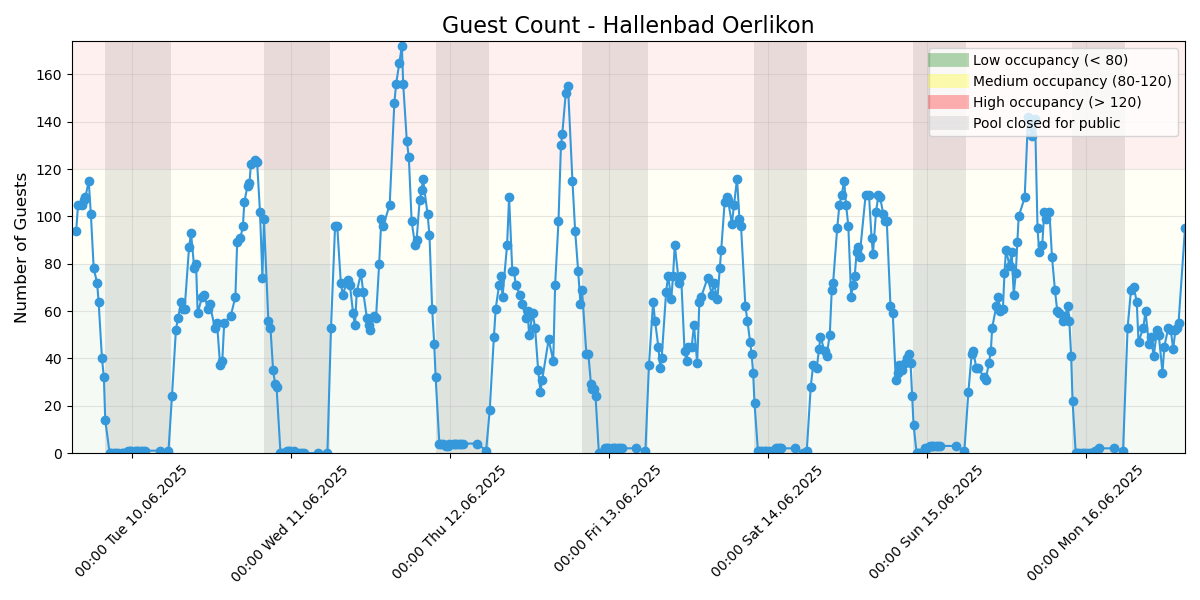 Guest Count - Hallenbad Oerlikon
Number of Guests
160
140
120
100
80
60
40
20
0
Low occupancy (< 80)
Medium occupancy (80-120)
High occupancy (> 120)
Pool closed for public
00:00 Tue 10.06.2025
00:00 Wed 11.06.2025
00:00 Thu 12.06.2025
00:00 Fri 13.06.2025
00:00 Sat 14.06.2025
00:00 Sun 15.06.2025
00:00 Mon 16.06.2025